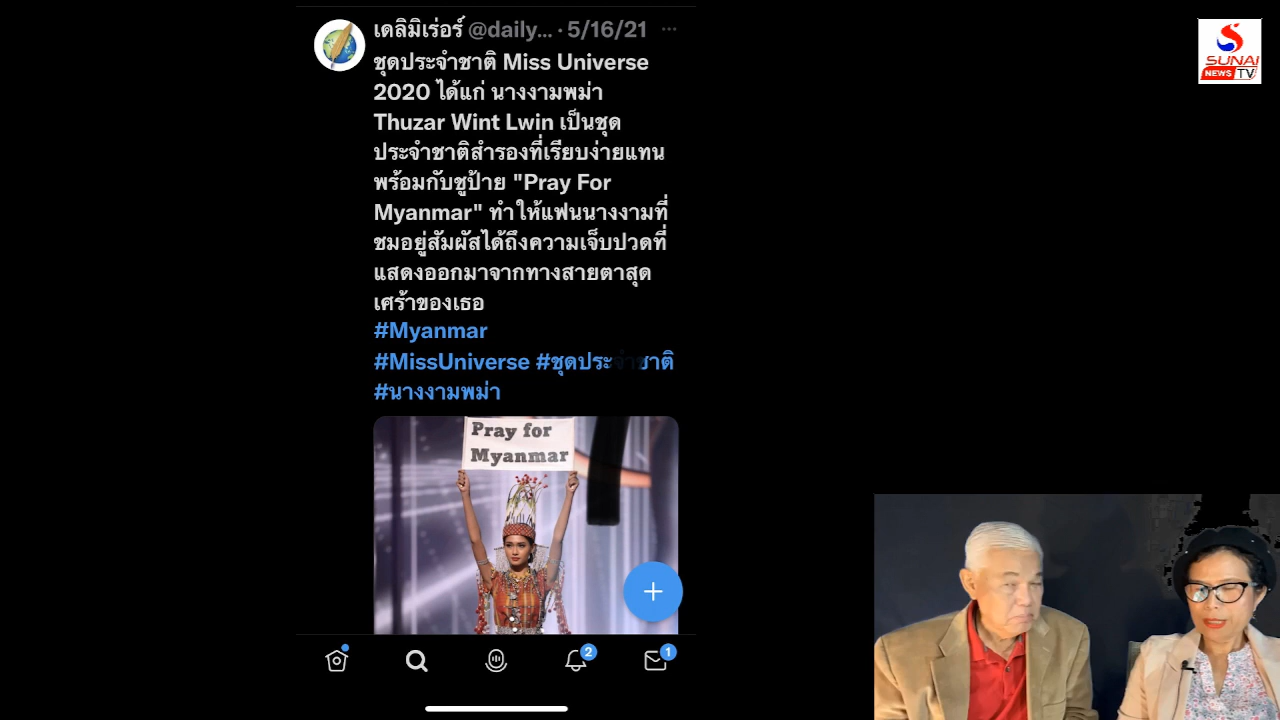 เดลิมิเร่อร์ @daily... · 5/16/21 ···
SUNAI
NEWS TV
ชุดประจำชาติ Miss Universe
2020 ได้แก่ นางงามพม่า
Thuzar Wint Lwin เป็นชุด
ประจำชาติสำรองที่เรียบง่ายแทน
พร้อมกับชูป้าย "Pray For
Myanmar" ทำให้แฟนนางงามที่
ชมอยู่สัมผัสได้ถึงความเจ็บปวดที่
แสดงออกมาจากทางสายตาสุด
เศร้าของเธอ
#Myanmar
#MissUniverse #ชุดประจำชาติ
#นางงามพม่า
Pray for
Myanmar
2
1